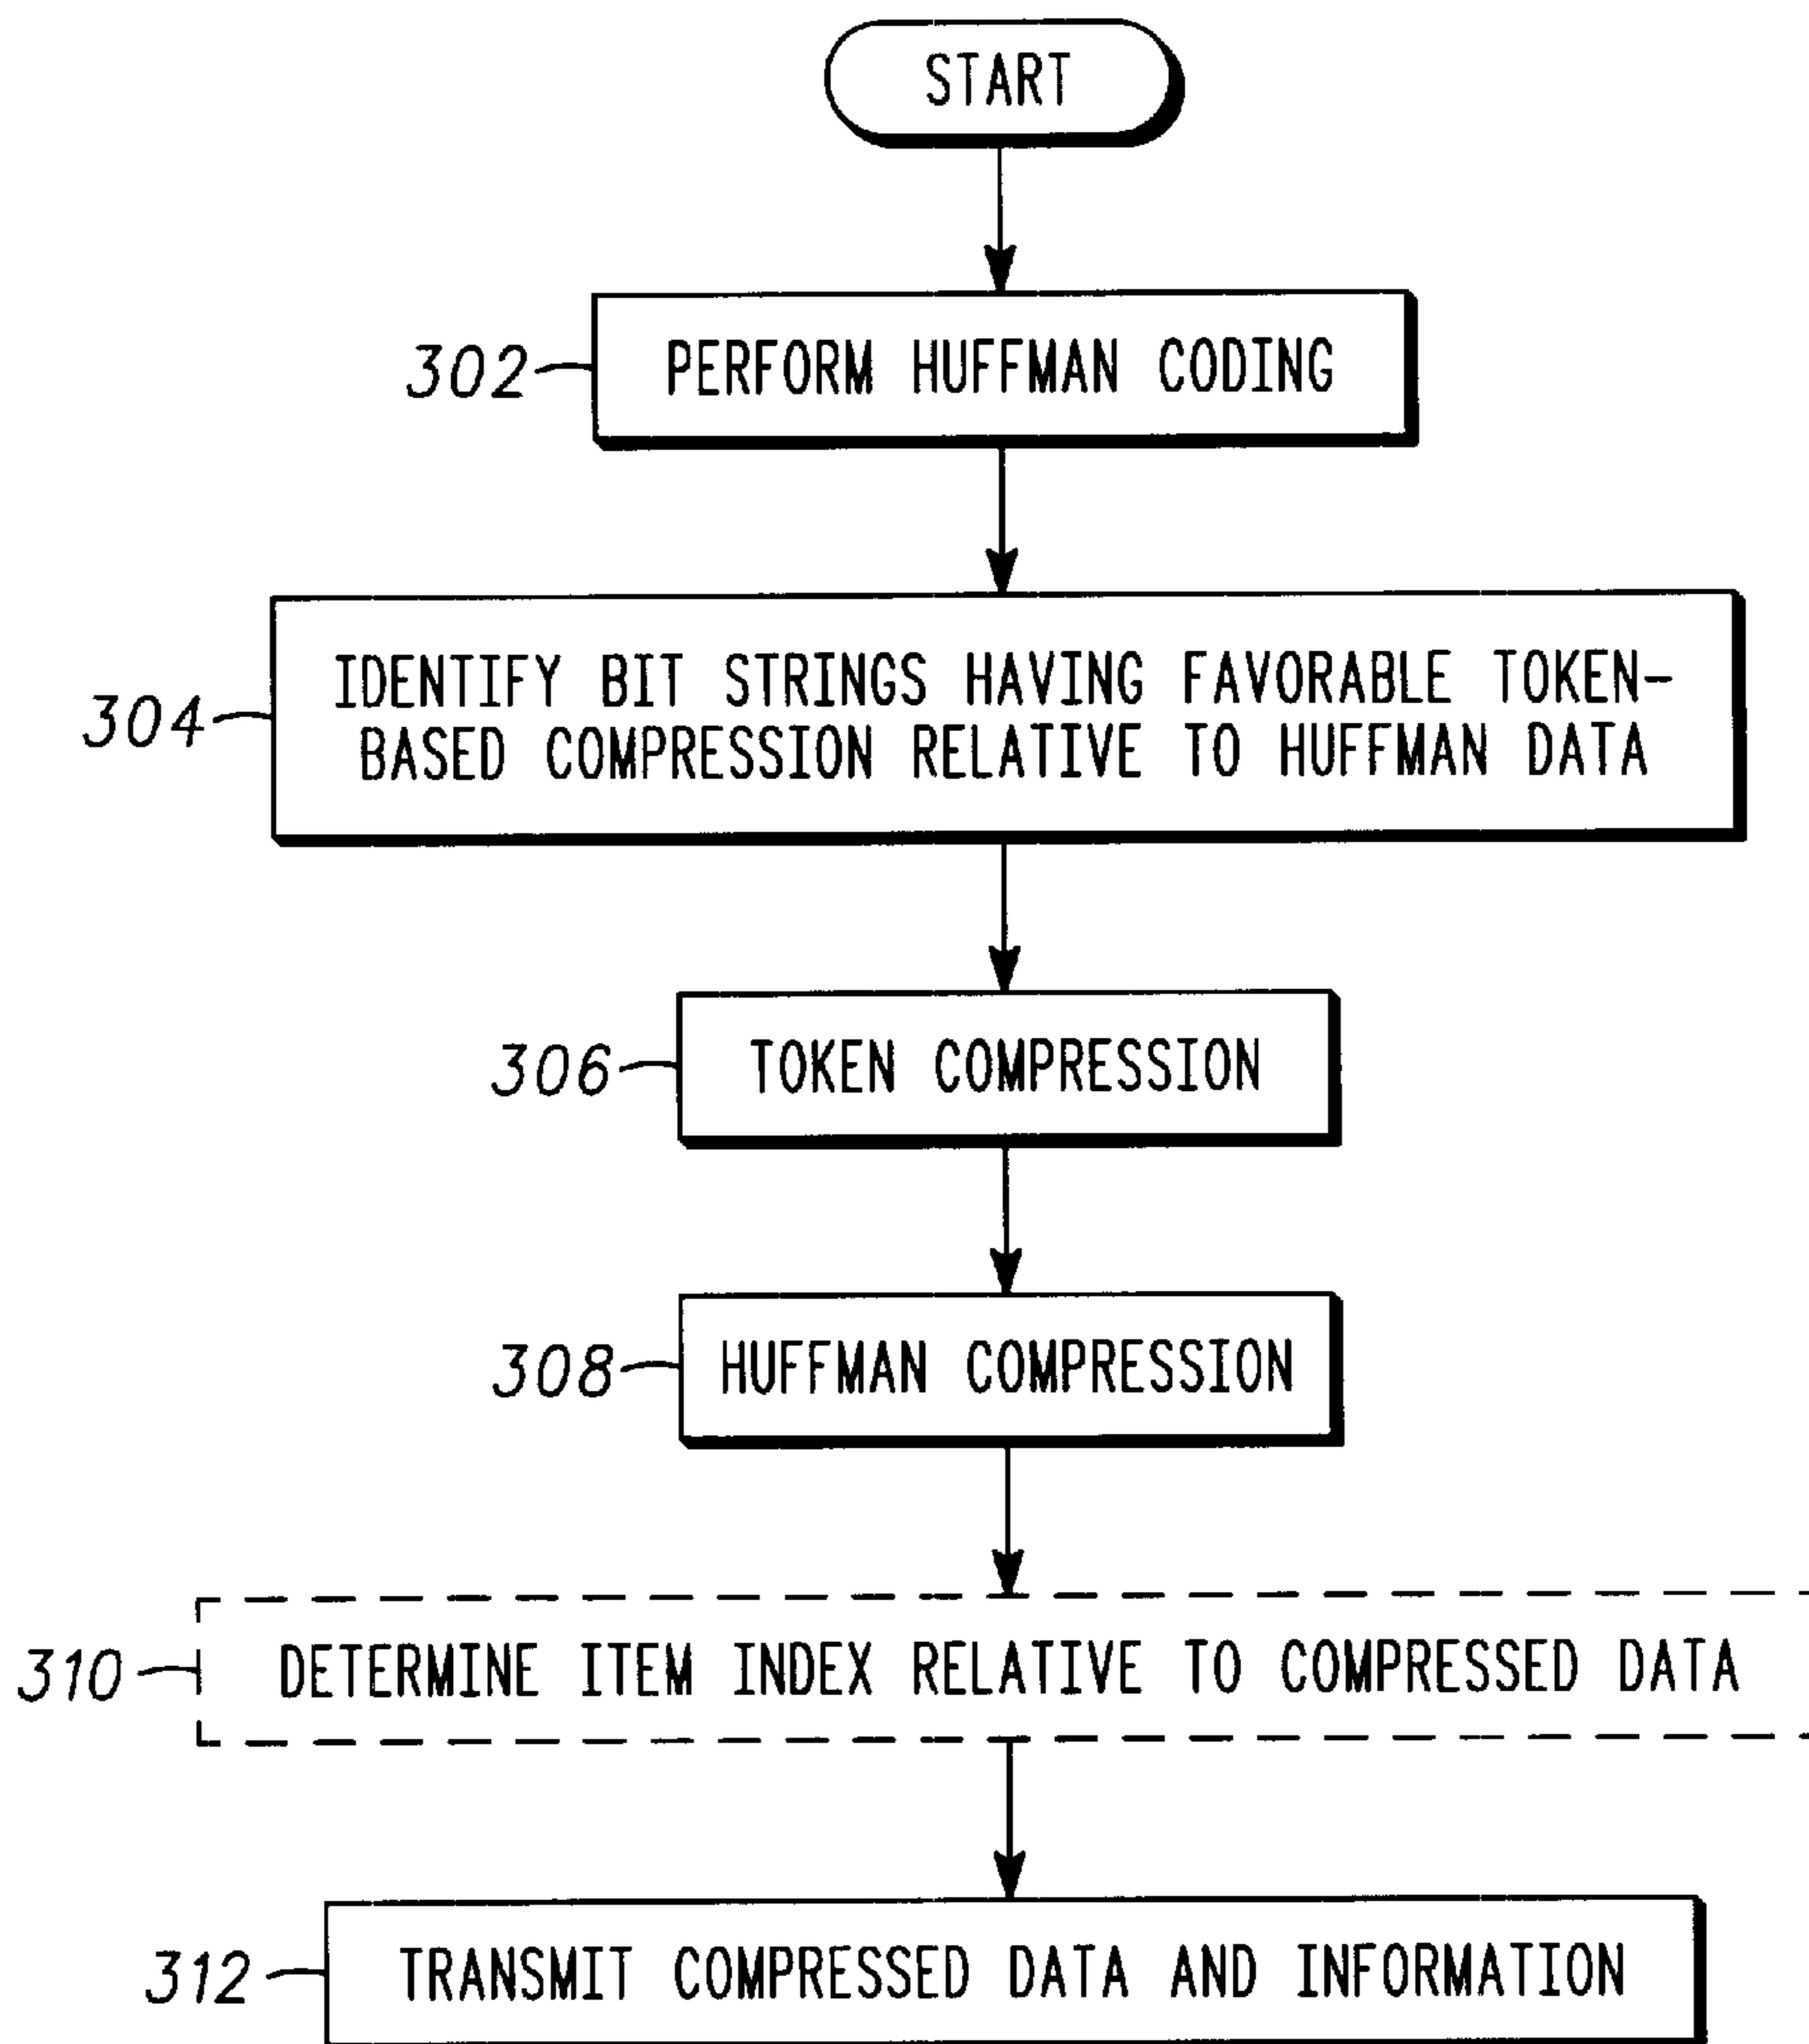 START
302
PERFORM HUFFMAN CODING
304
IDENTIFY BIT STRINGS HAVING FAVORABLE TOKEN-
BASED COMPRESSION RELATIVE TO HUFFMAN DATA
306
TOKEN COMPRESSION
308
HUFFMAN COMPRESSION
310
DETERMINE ITEM INDEX RELATIVE TO COMPRESSED DATA
312
TRANSMIT COMPRESSED DATA AND INFORMATION